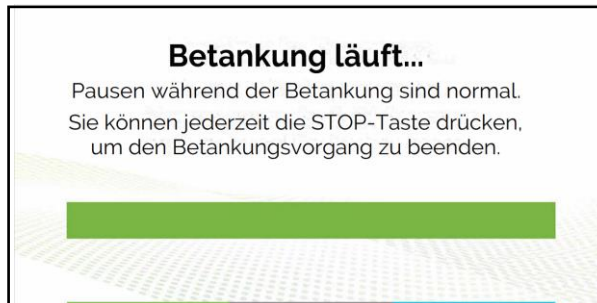 Betankung läuft...
Pausen während der Betankung sind normal.
Sie können jederzeit die STOP-Taste drücken,
um den Betankungsvorgang zu beenden.